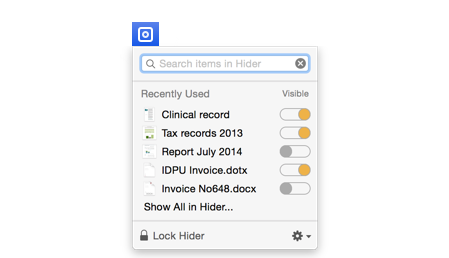 Search items in Hider
Recently Used Visible
Clinical record
Tax records 2013
Report July 2014
IDPU Invoice.dotx
Invoice No648.docx
Show All in Hider...
Lock Hider